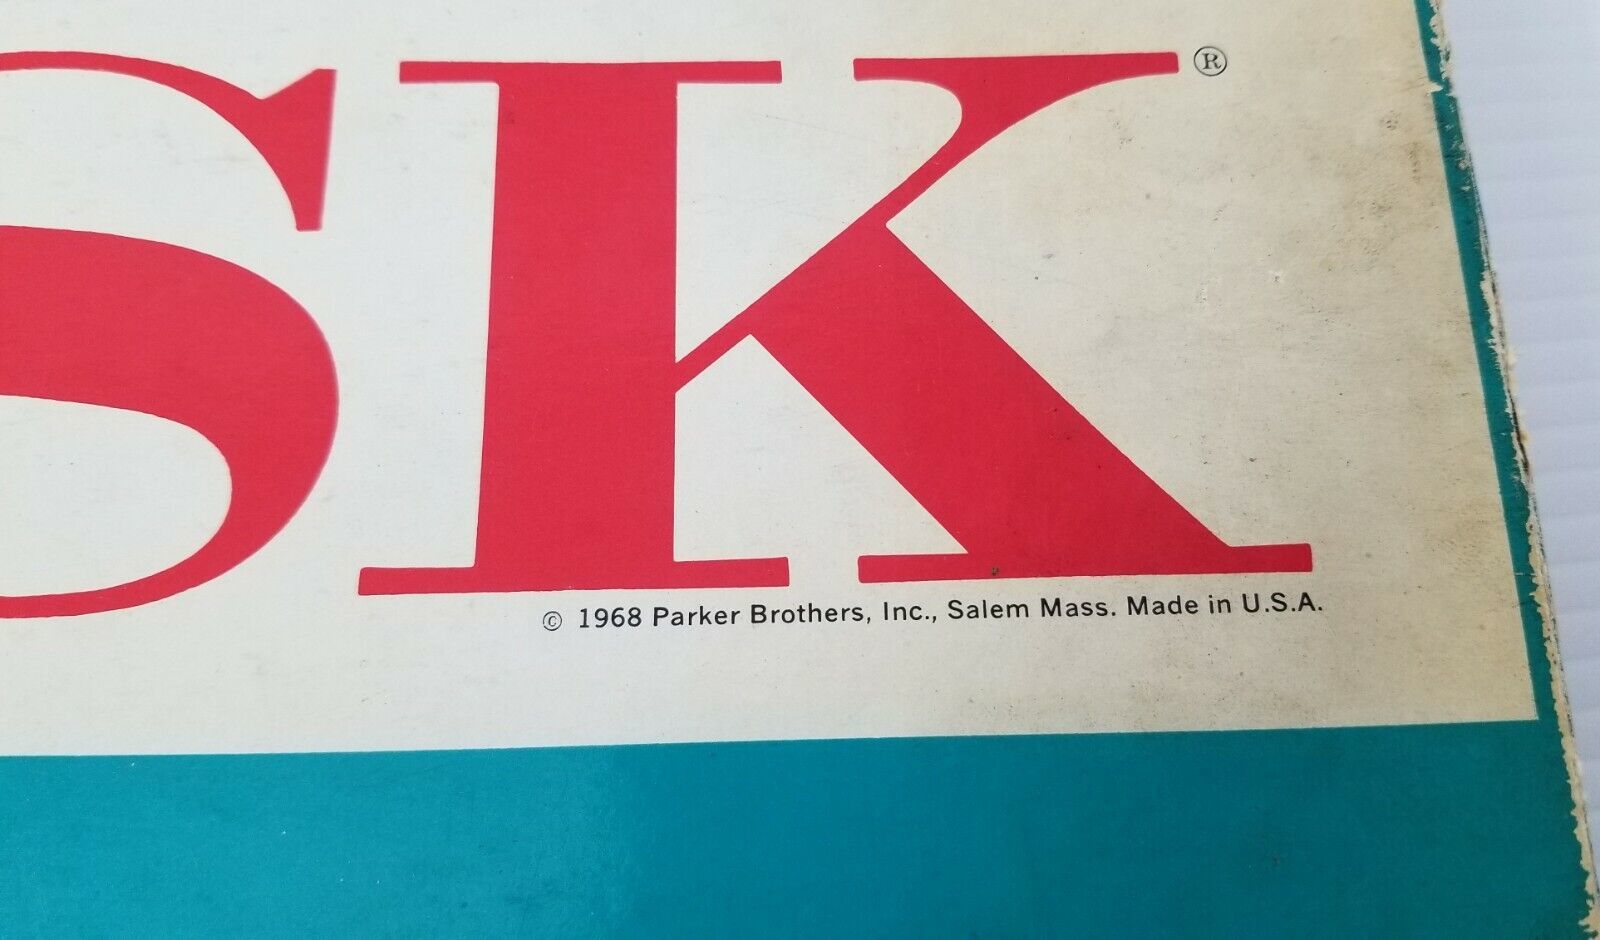 SK®
© 1968 Parker Brothers, Inc., Salem Mass. Made in U.S.A.